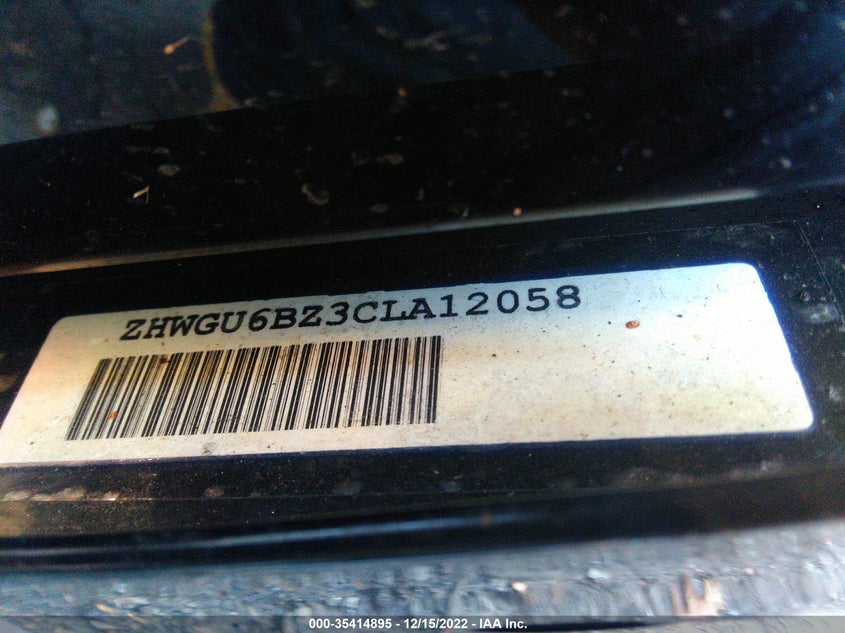 ZHWGU6BZ3CLA12058
000-35414895 - 12/15/2022 - IAA Inc.